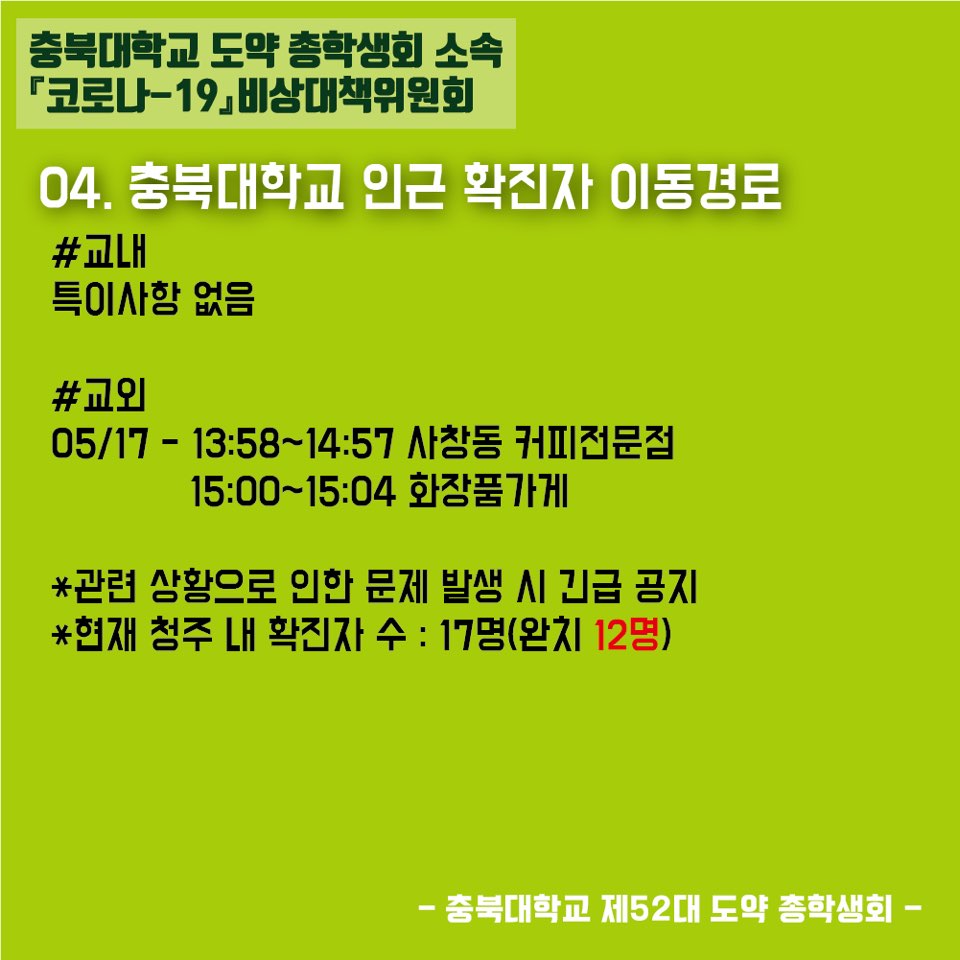 충북대학교 도약 총학생회 소속
『코로나-19』비상대책위원회
04. 충북대학교 인근 확진자 이동경로
#교내
특이사항 없음
#교외
05/17 - 13:58~14:57 사창동 커피전문점
15:00~15:04 화장품가게
*관련 상황으로 인한 문제 발생 시 긴급 공지
*현재 청주 내 확진자 수 : 17명(완치 12명)
- 충북대학교 제52대 도약 총학생회 -